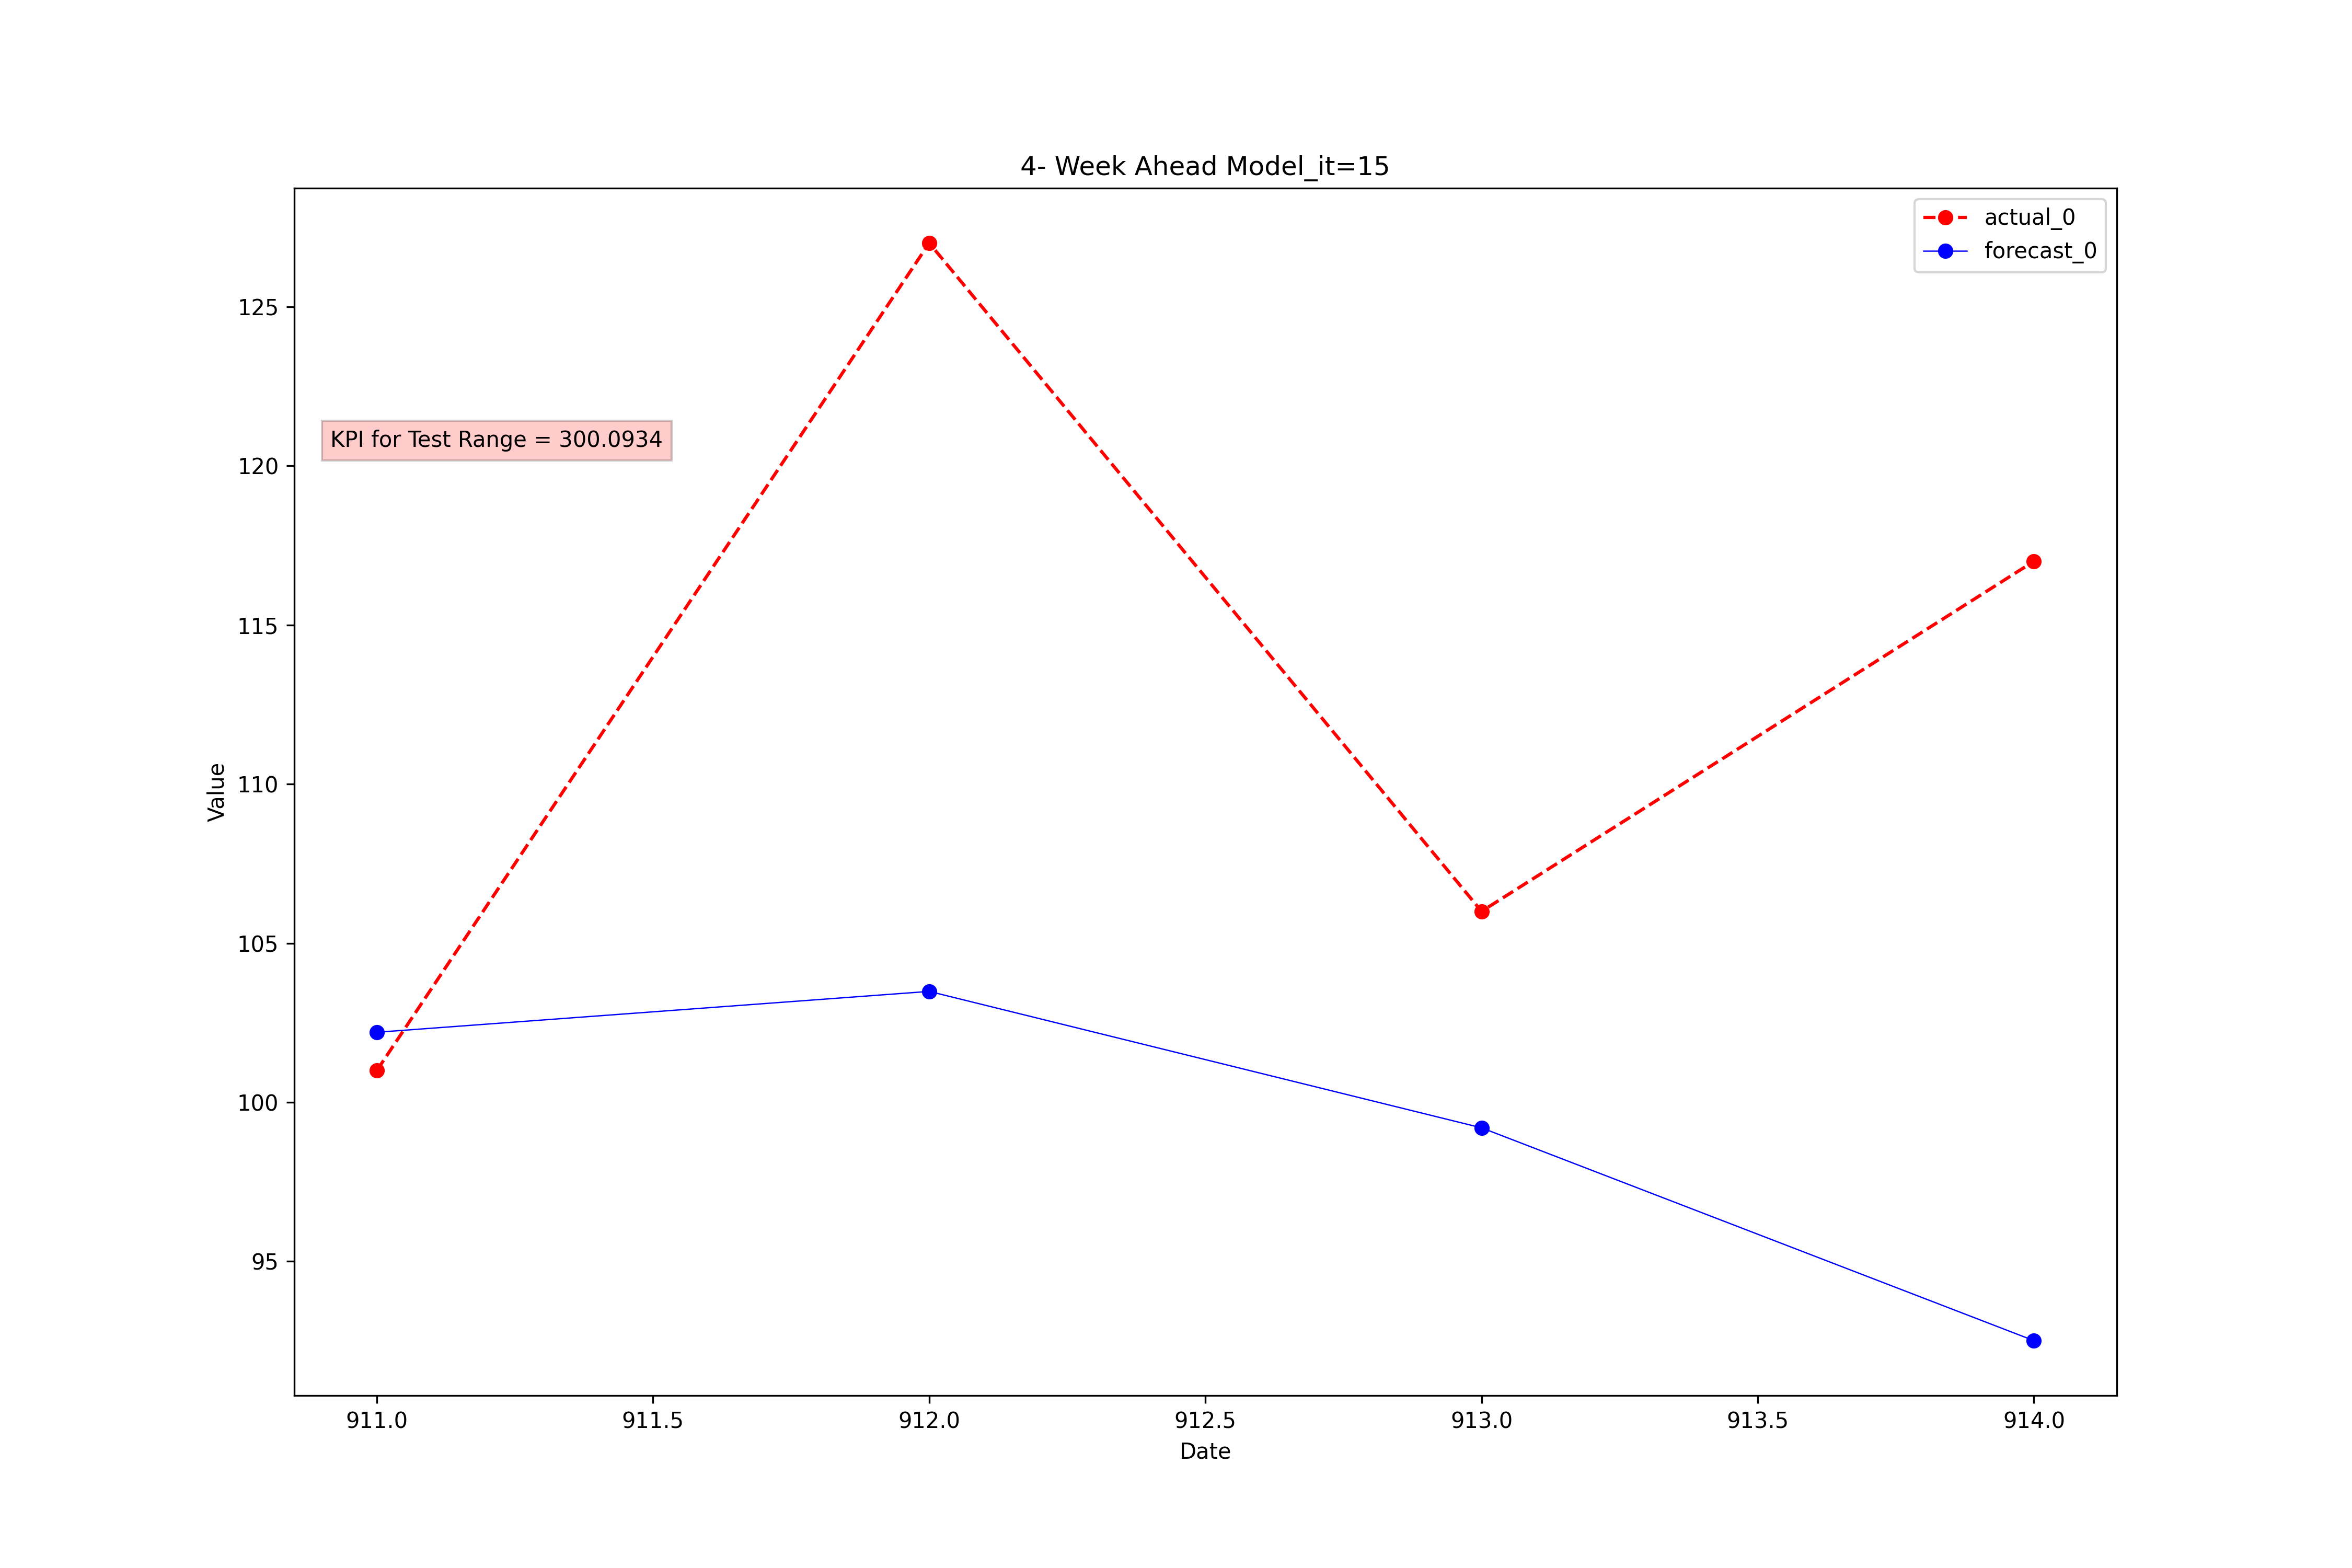 4- Week Ahead Model_it=15
actual_0
forecast_0
KPI for Test Range = 300.0934
Value
125
120
115
110
105
100
95
911.0 911.5 912.0 912.5 913.0 913.5 914.0
Date